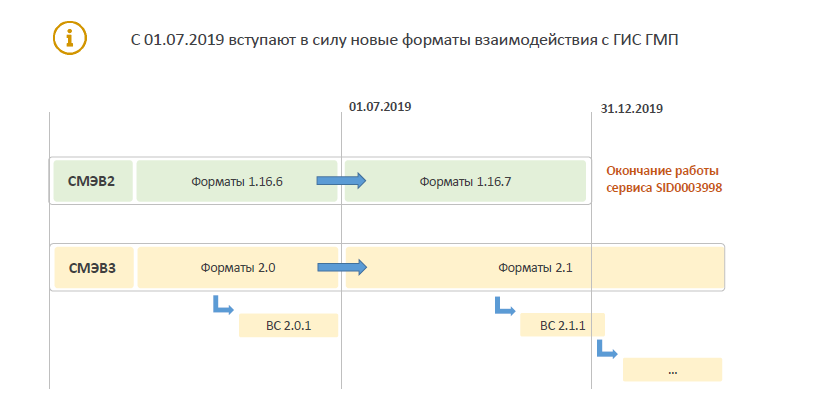 С 01.07.2019 вступают в силу новые форматы взаимодействия с ГИС ГМП
01.07.2019
31.12.2019
СМЭВ2
Форматы 1.16.6
Форматы 1.16.7
Окончание работы
сервиса SID0003998
СМЭВ3
Форматы 2.0
Форматы 2.1
ВС 2.0.1
ВС 2.1.1
...